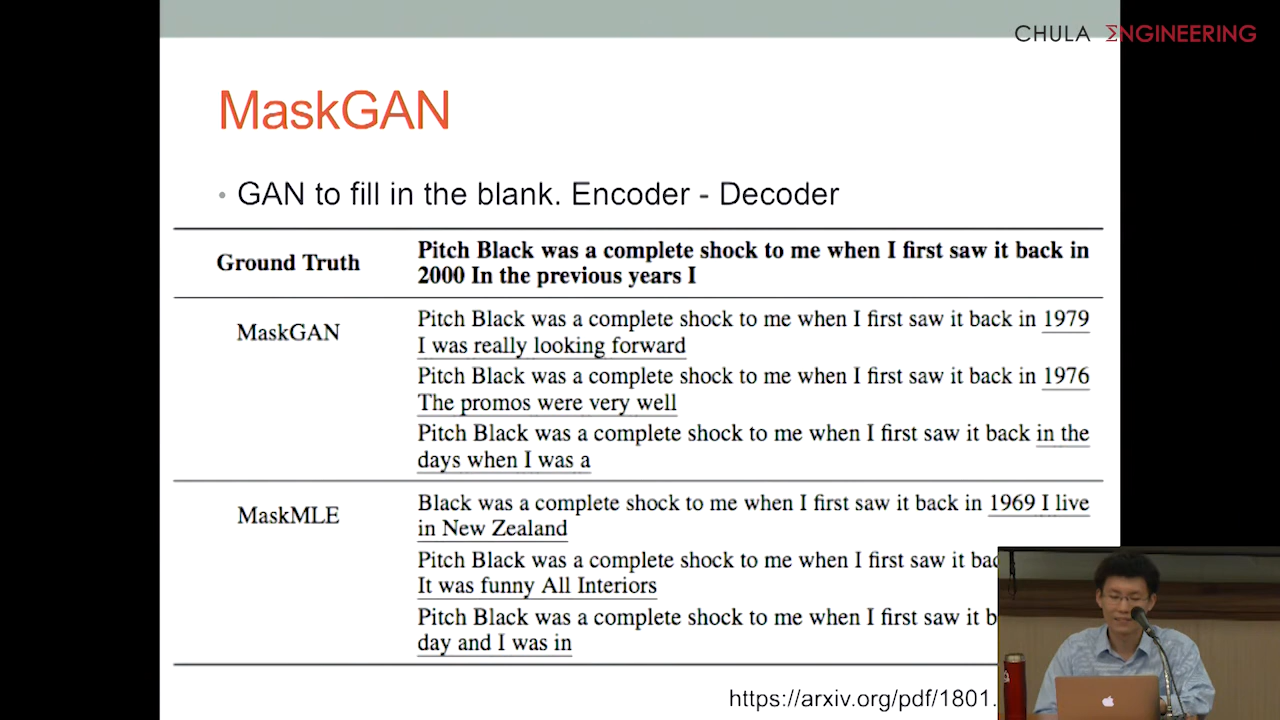 CHULA ΣNGINEERING
MaskGAN
• GAN to fill in the blank. Encoder - Decoder
Ground Truth
Pitch Black was a complete shock to me when I first saw it back in
2000 In the previous years I
MaskGAN
Pitch Black was a complete shock to me when I first saw it back in 1979
I was really looking forward
Pitch Black was a complete shock to me when I first saw it back in 1976
The promos were very well
Pitch Black was a complete shock to me when I first saw it back in the
days when I was a
MaskMLE
Black was a complete shock to me when I first saw it back in 1969 I live
in New Zealand
Pitch Black was a complete shock to me when I first saw it
It was funny All Interiors
Pitch Black was a complete shock to me when I first saw it
day and I was in
https://arxiv.org/pdf/1801.